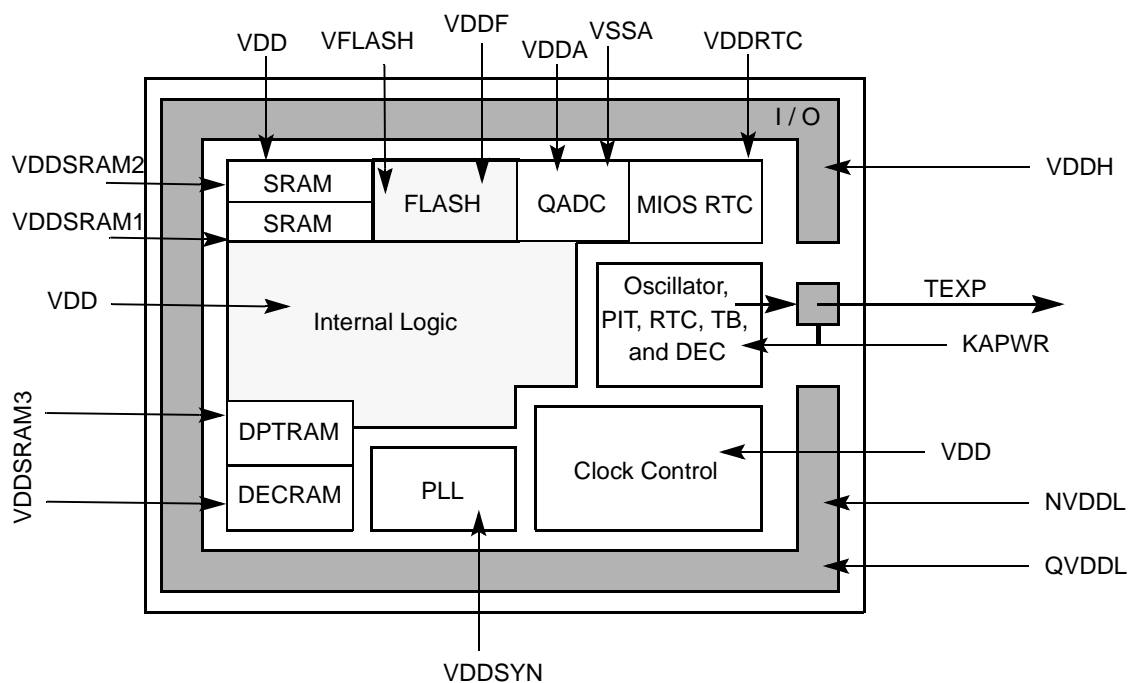 VDD
VFLASH
VDDF
VDDA
VSSA
VDDRTC
I / O
VDDSRAM2
SRAM
FLASH
QADC
MIOS RTC
VDDH
VDDSRAM1
SRAM
VDD
Internal Logic
Oscillator,
PIT, RTC, TB,
and DEC
TEXP
KAPWR
VDDSRAM3
DPTRAM
DECRAM
PLL
Clock Control
VDD
NVDDL
QVDDL
VDDSYN